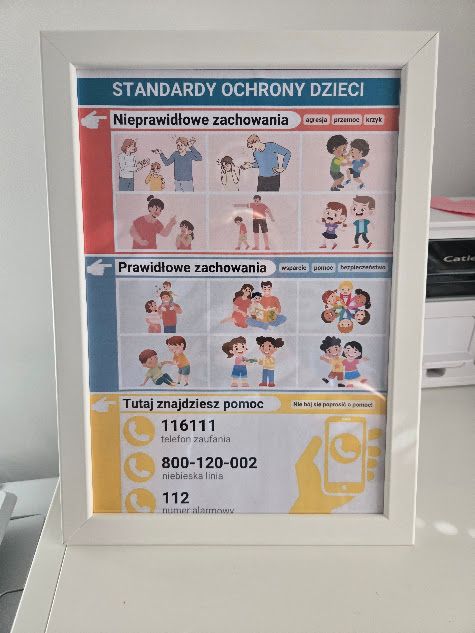 STANDARDY OCHRONY DZIECI
Nieprawidłowe zachowania agresja przemoc krzyk
Prawidłowe zachowania wsparcie pomoc bezpieczeństwo
Tutaj znajdziesz pomoc Nie bój się poprosić o pomoc!
116111
telefon zaufania
800-120-002
niebieska linia
112
numer alarmowy